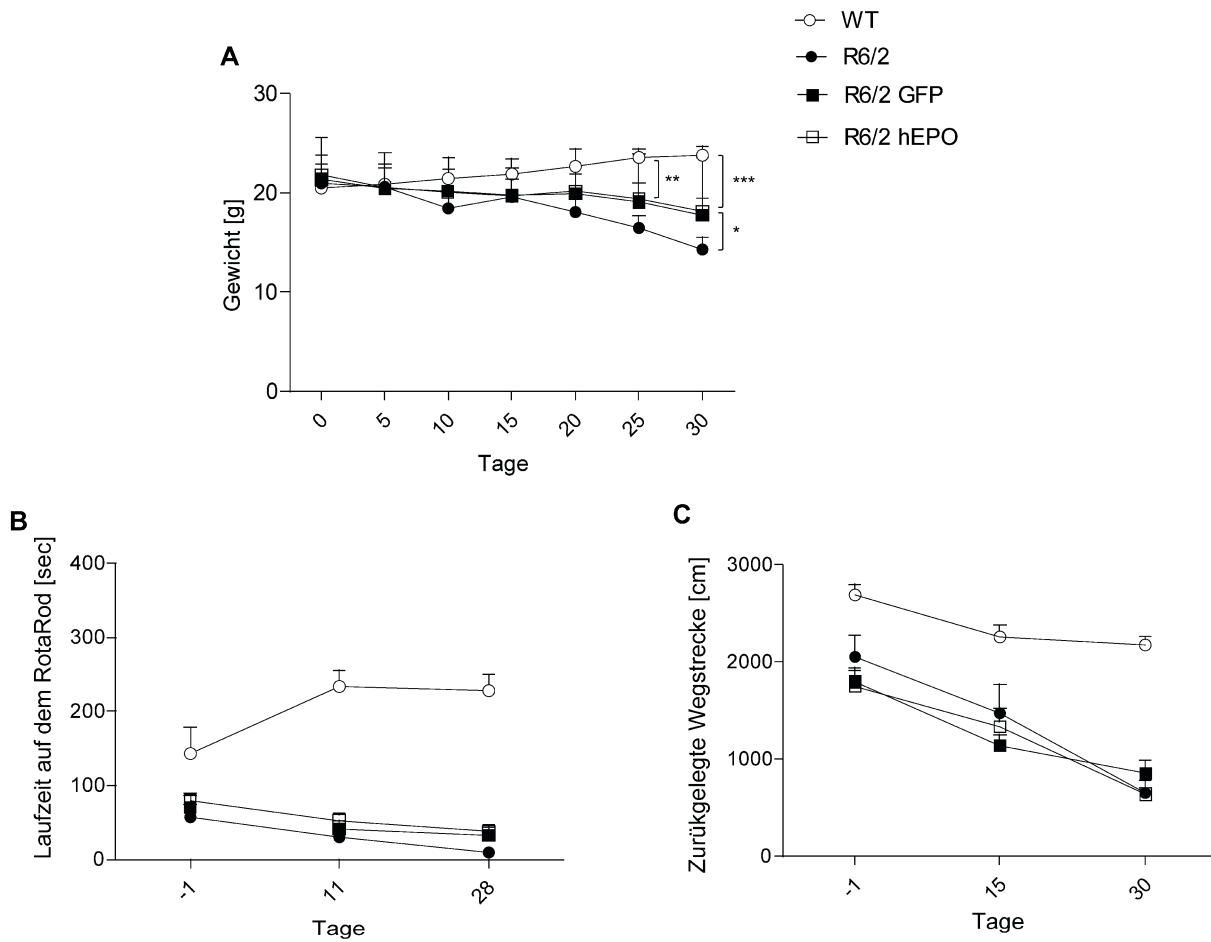 WT
R6/2
R6/2 GFP
R6/2 hEPO
A
Gewicht [g]
30
20
10
0
**
***
*
0 5 10 15 20 25 30
Tage
B
Laufzeit auf dem RotaRod [sec]
400
300
200
100
0
-1 11 28
Tage
C
Zurükgelegte Wegstrecke [cm]
3000
2000
1000
0
-1 15 30
Tage